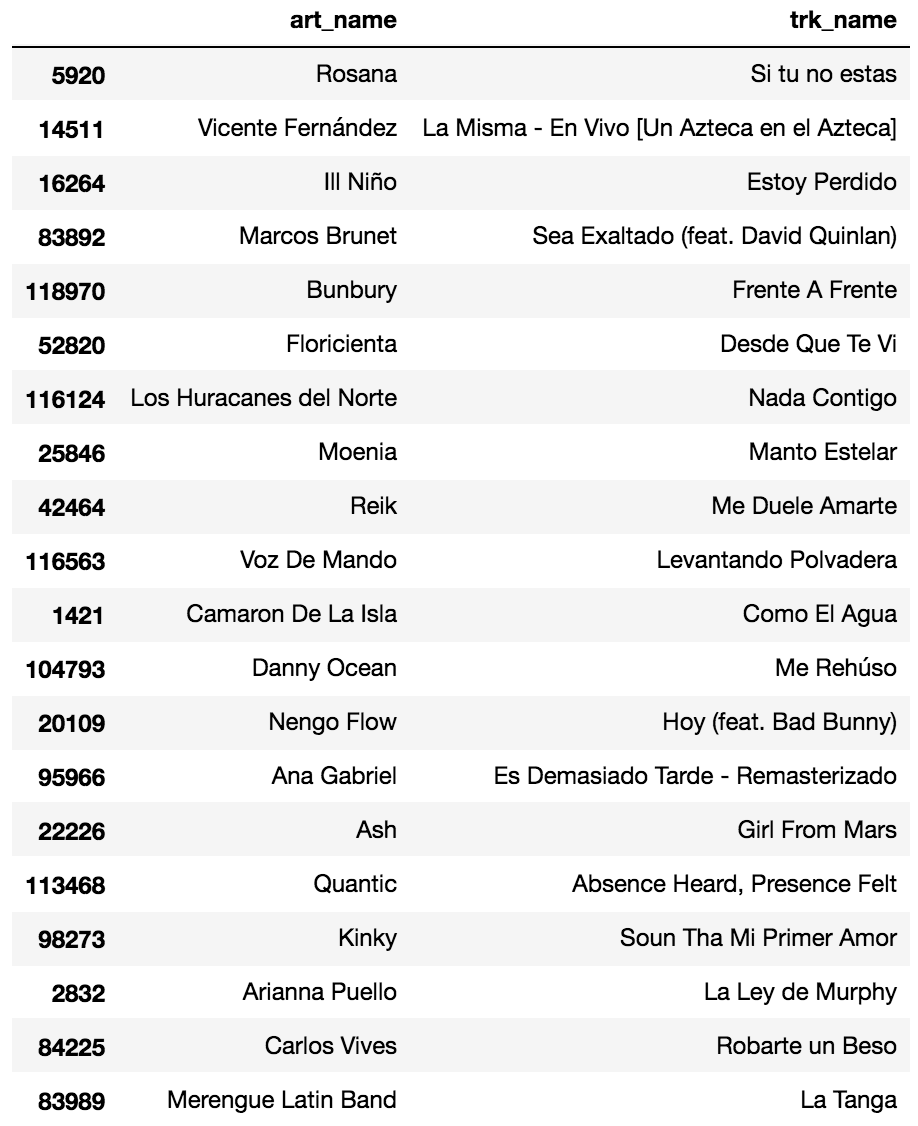 art_name trk_name
5920 Rosana Si tu no estas
14511 Vicente Fernández La Misma - En Vivo [Un Azteca en el Azteca]
16264 Ill Niño Estoy Perdido
83892 Marcos Brunet Sea Exaltado (feat. David Quinlan)
118970 Bunbury Frente A Frente
52820 Floricienta Desde Que Te Vi
116124 Los Huracanes del Norte Nada Contigo
25846 Moenia Manto Estelar
42464 Reik Me Duele Amarte
116563 Voz De Mando Levantando Polvadera
1421 Camaron De La Isla Como El Agua
104793 Danny Ocean Me Rehúso
20109 Nengo Flow Hoy (feat. Bad Bunny)
95966 Ana Gabriel Es Demasiado Tarde - Remasterizado
22226 Ash Girl From Mars
113468 Quantic Absence Heard, Presence Felt
98273 Kinky Soun Tha Mi Primer Amor
2832 Arianna Puello La Ley de Murphy
84225 Carlos Vives Robarte un Beso
83989 Merengue Latin Band La Tanga